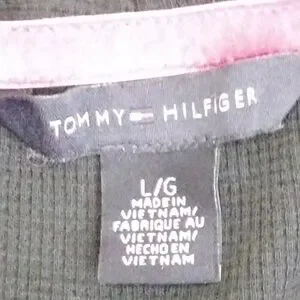 TOMMY HILFIGER
L/G
MADE IN
VIETNAM/
FABRIQUE AU
VIETNAM/
HECHO EN
VIETNAM